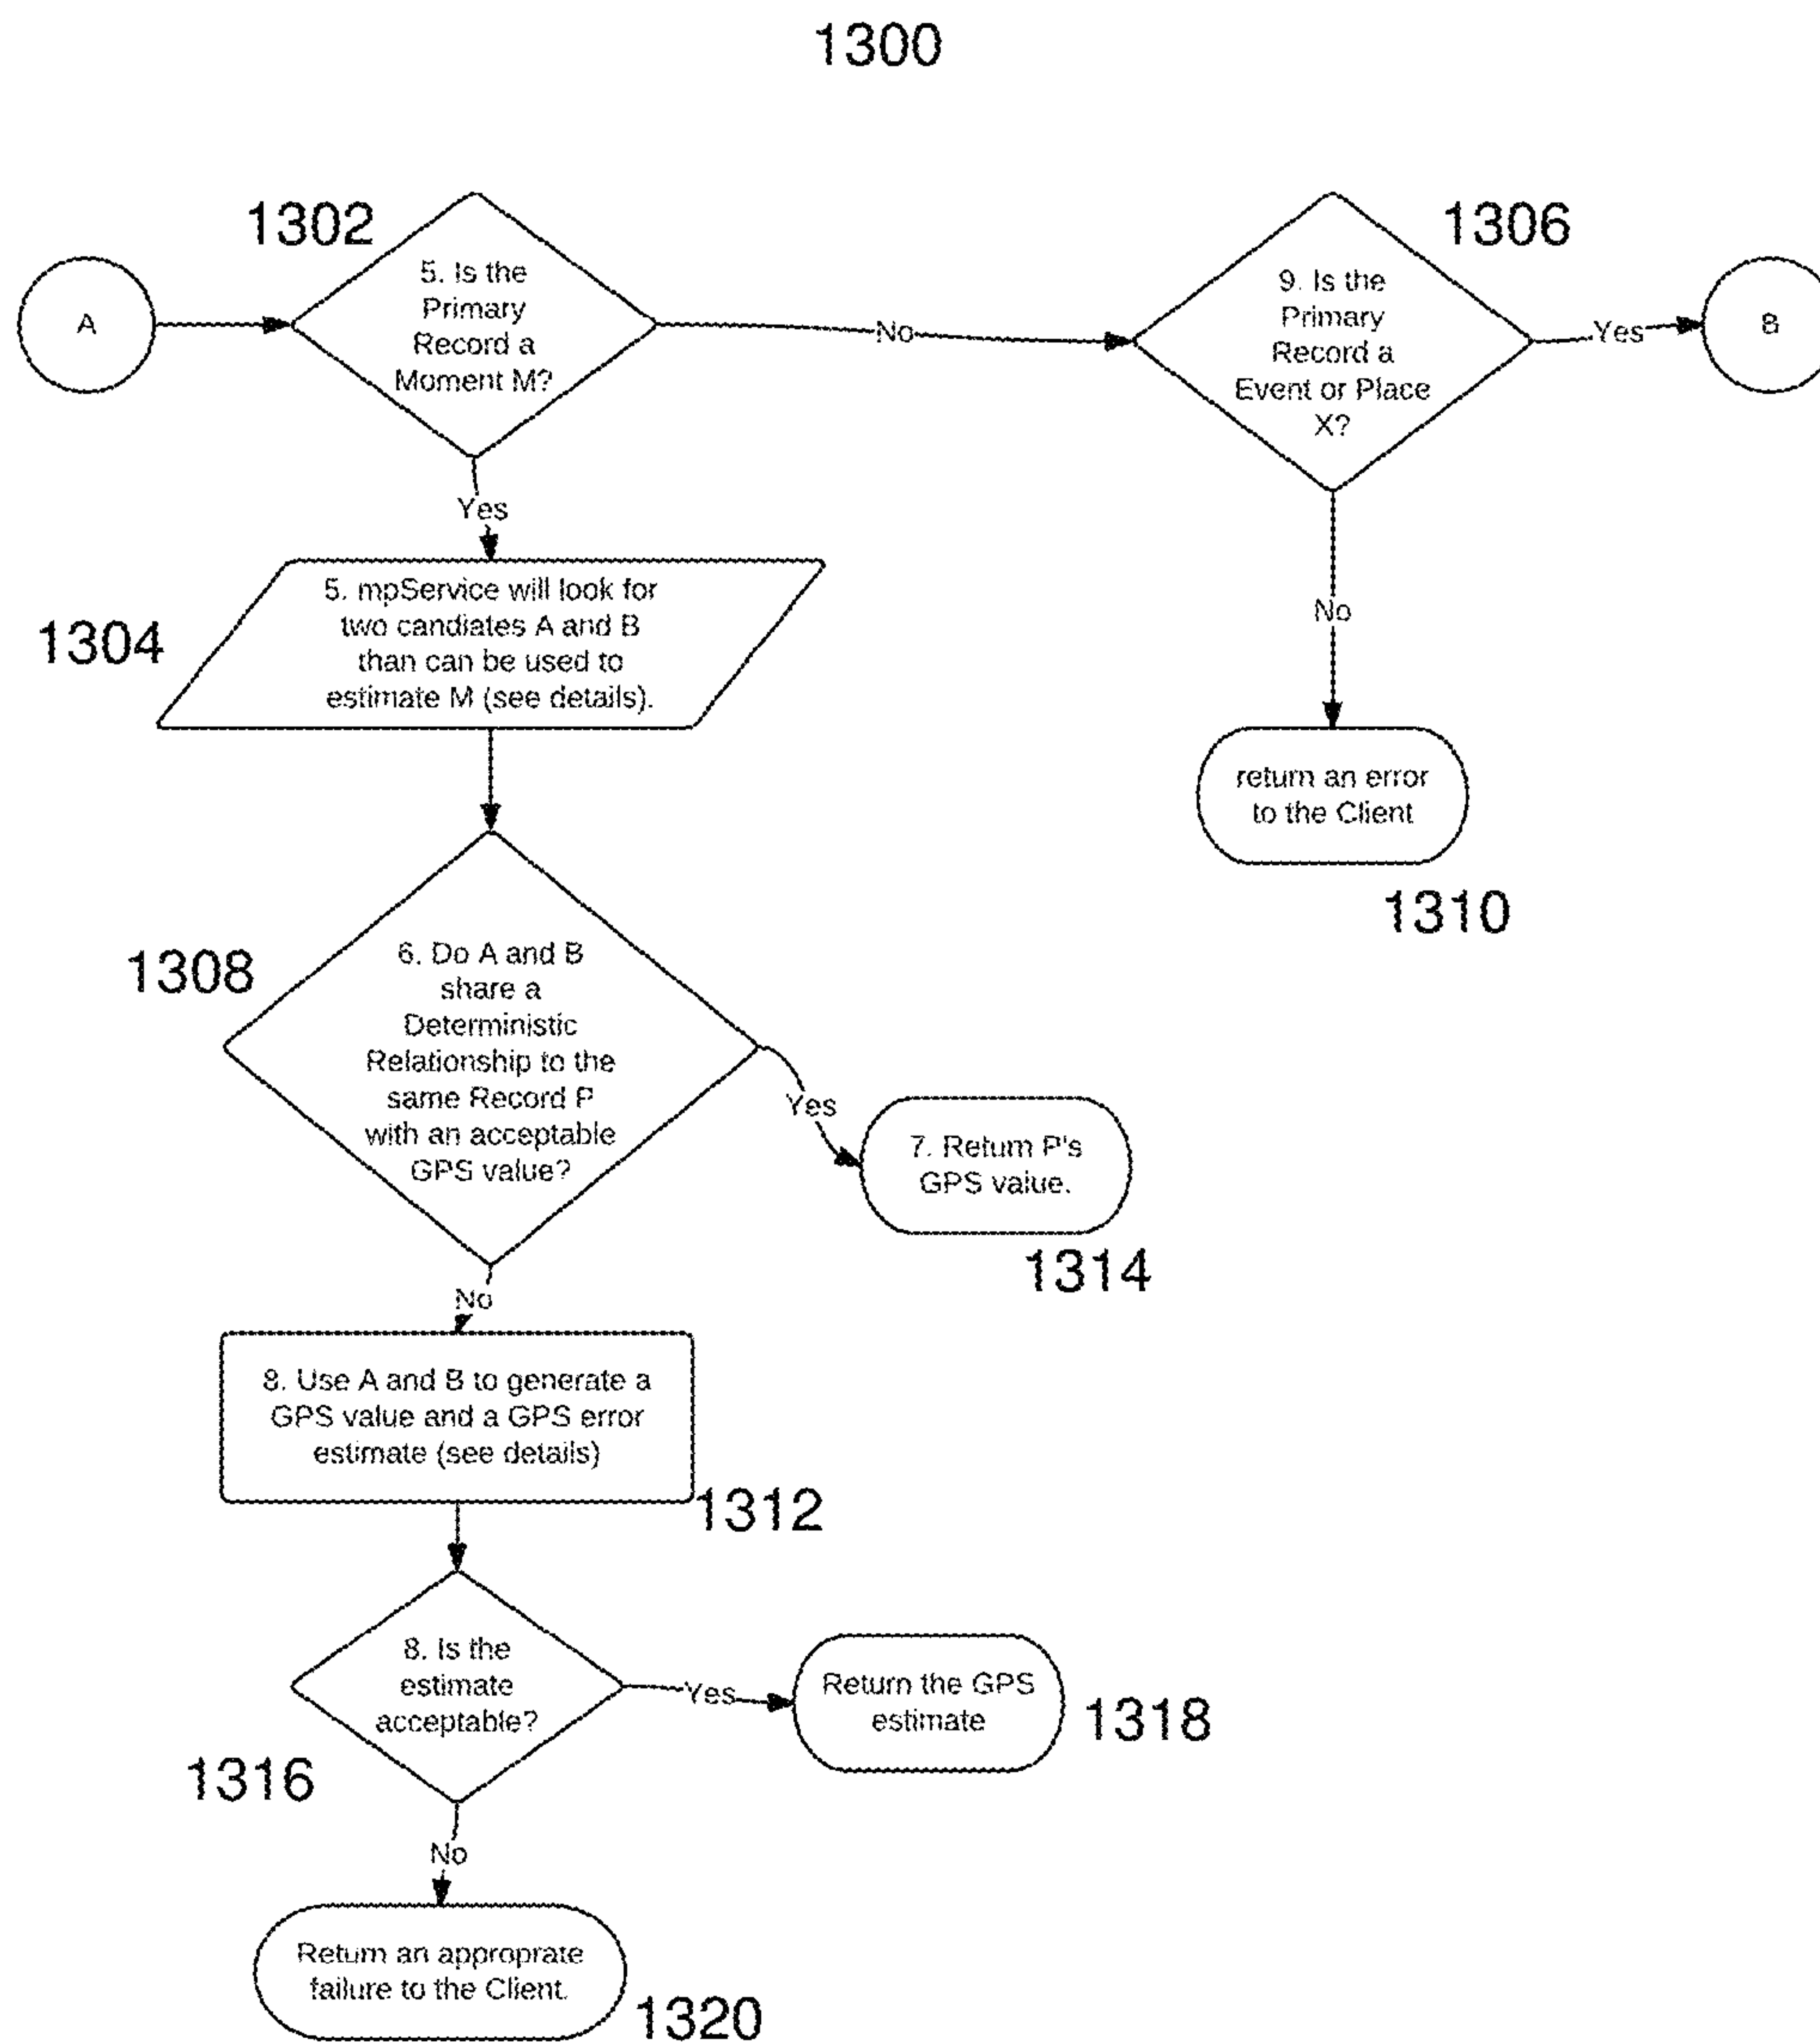 1300
1302
1306
A
5. Is the
Primary
Record a
Moment M?
No
9. Is the
Primary
Record a
Event or Place
X?
Yes
B
Yes
No
1304
5. mpService will look for
two candiates A and B
than can be used to
estimate M (see details).
return an error
to the Client
1310
1308
6. Do A and B
share a
Deterministic
Relationship to the
same Record P
with an acceptable
GPS value?
Yes
7. Return P's
GPS value.
1314
No
8. Use A and B to generate a
GPS value and a GPS error
estimate (see details)
1312
8. Is the
estimate
acceptable?
Yes
Return the GPS
estimate
1318
1316
No
Return an approprate
failure to the Client.
1320